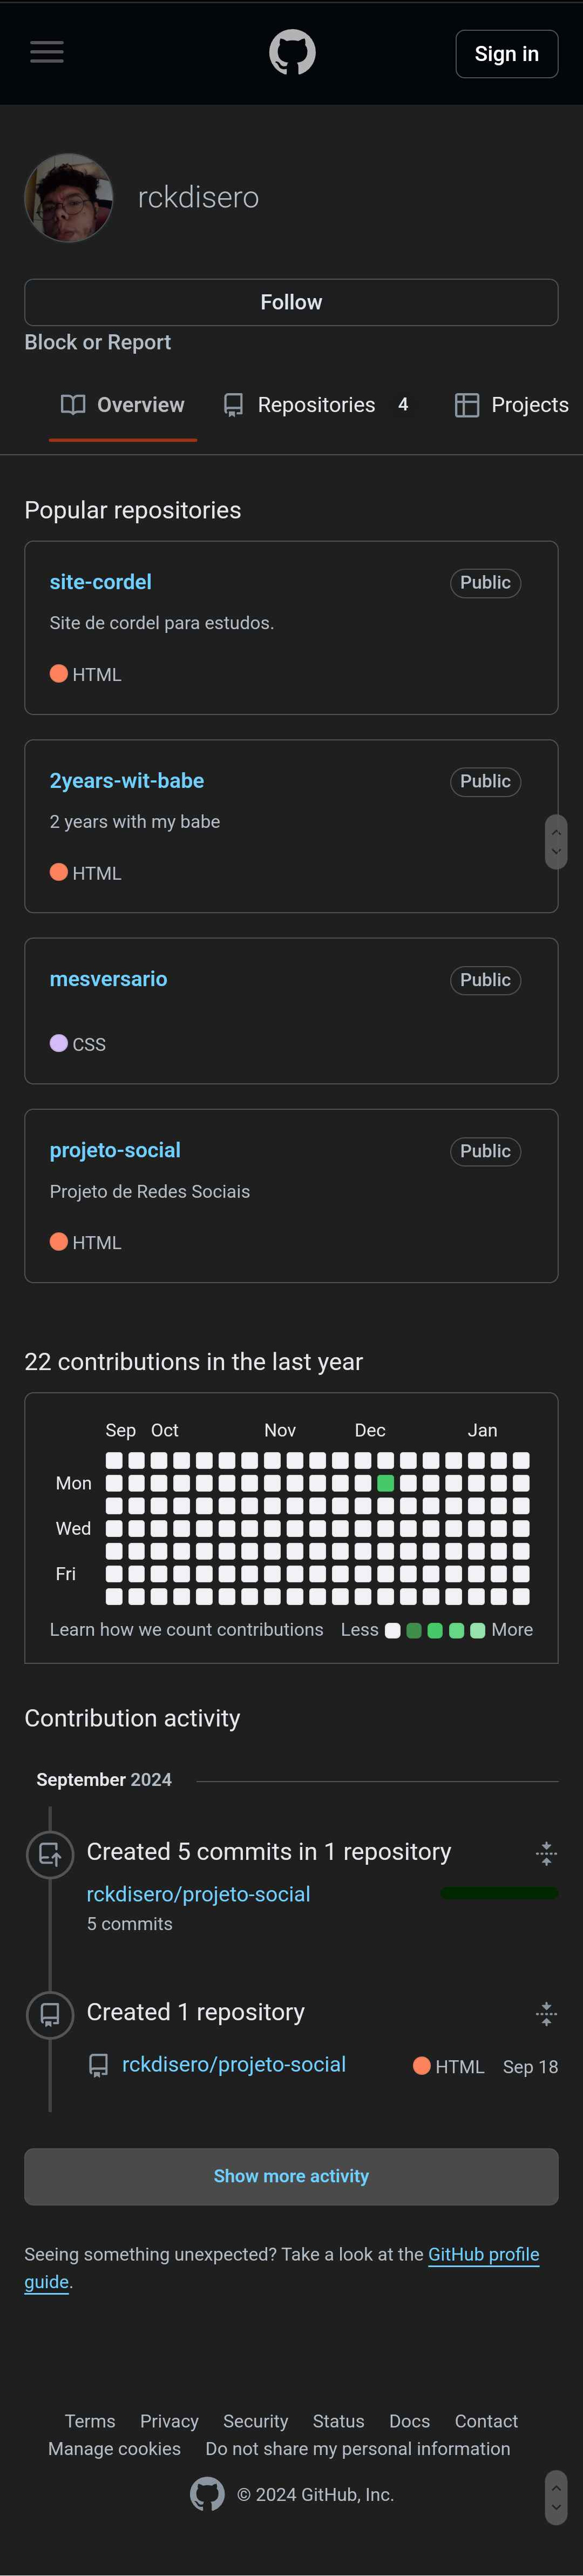 Sign in
rckdisero
Follow
Block or Report
Overview Repositories 4 Projects
Popular repositories
site-cordel Public
Site de cordel para estudos.
HTML
2years-wit-babe Public
2 years with my babe
HTML
mesversario Public
CSS
projeto-social Public
Projeto de Redes Sociais
HTML
22 contributions in the last year
Sep Oct Nov Dec Jan
Mon
Wed
Fri
Learn how we count contributions Less More
Contribution activity
September 2024
Created 5 commits in 1 repository
rckdisero/projeto-social
5 commits
Created 1 repository
rckdisero/projeto-social HTML Sep 18
Show more activity
Seeing something unexpected? Take a look at the GitHub profile
guide.
Terms Privacy Security Status Docs Contact
Manage cookies Do not share my personal information
© 2024 GitHub, Inc.